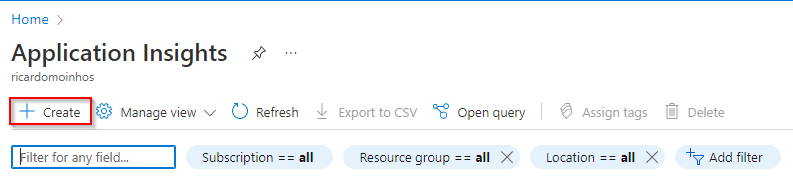 Home
Application Insights
ricardomoinhos
Create Manage view Refresh Export to CSV Open query Assign tags Delete
Filter for any field... Subscription == all Resource group == all Location == all Add filter